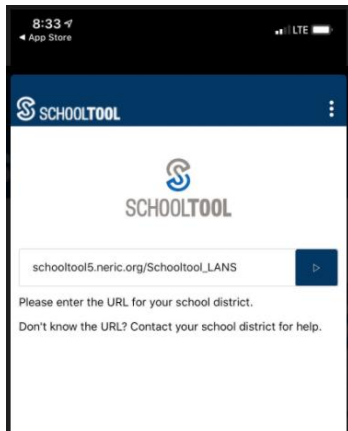 8:33
◀ App Store
LTE
SCHOOLTOOL
SCHOOLTOOL
schooltool5.neric.org/Schooltool_LANS
Please enter the URL for your school district.
Don't know the URL? Contact your school district for help.